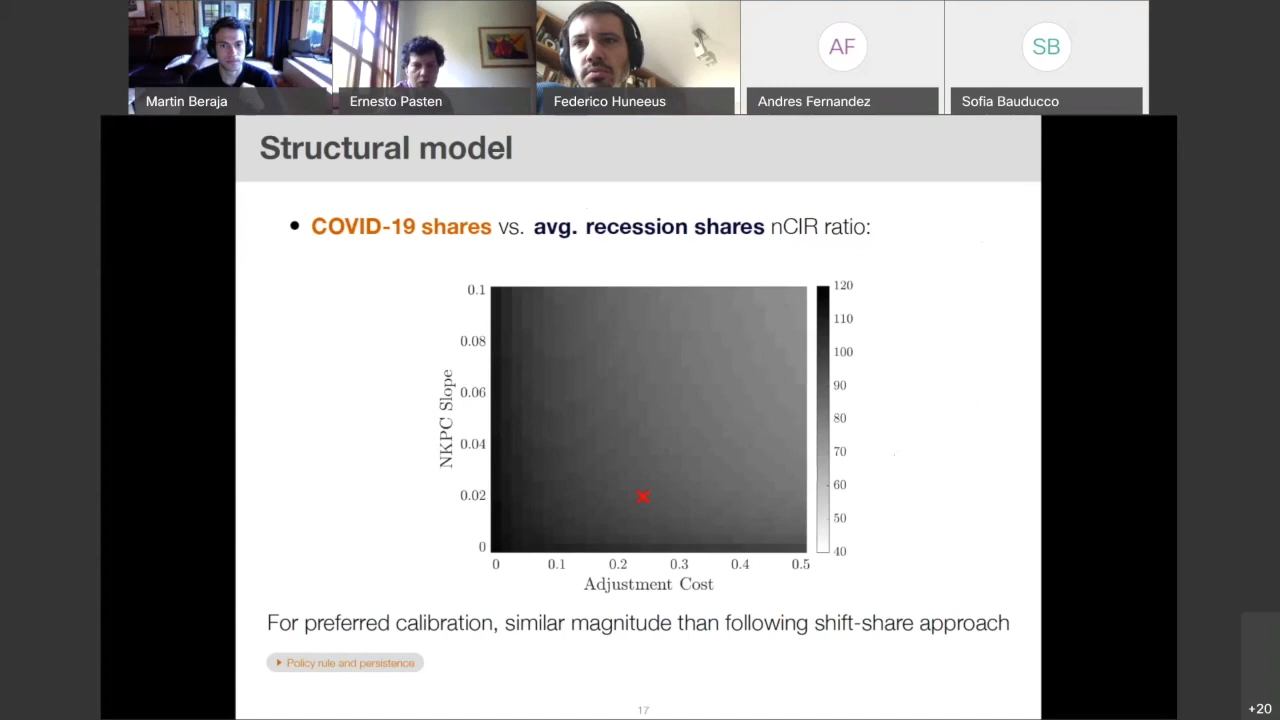 AF
SB
Martin Beraja
Ernesto Pasten
Federico Huneeus
Andres Fernandez
Sofia Bauducco
Structural model
• COVID-19 shares vs. avg. recession shares nCIR ratio:
0.1
0.08
0.06
0.04
0.02
0
NKPC Slope
0 0.1 0.2 0.3 0.4 0.5
Adjustment Cost
120
110
100
90
80
70
60
50
40
For preferred calibration, similar magnitude than following shift-share approach
Policy rule and persistence
17
+20